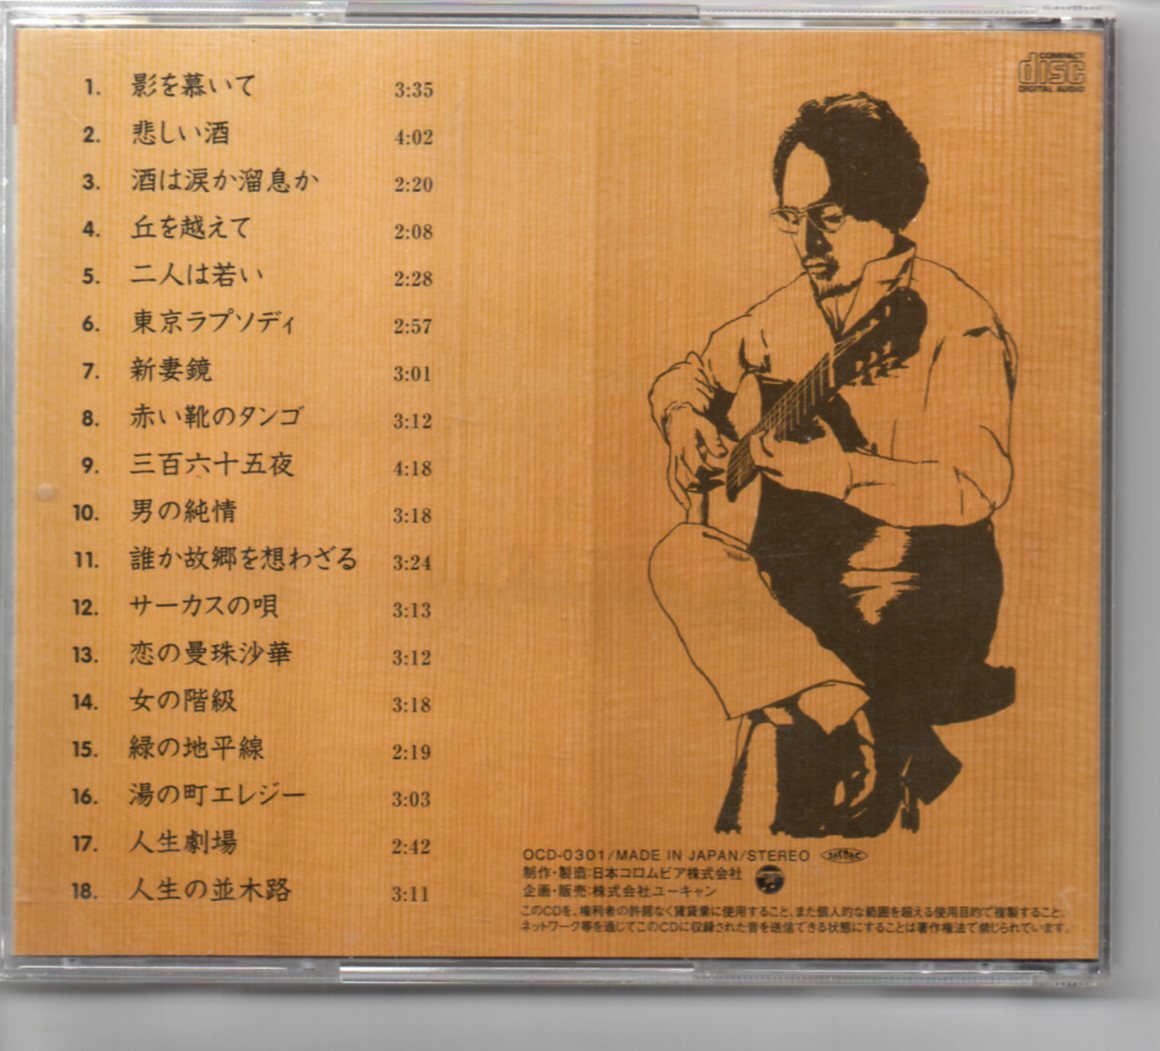 COMPACT
disc
DIGITAL AUDIO
1. 影を慕いて 3:35
2. 悲しい酒 4:02
3. 酒は涙か溜息か 2:20
4. 丘を越えて 2:08
5. 二人は若い 2:28
6. 東京ラプソディ 2:57
7. 新妻鏡 3:01
8. 赤い靴のタンゴ 3:12
9. 三百六十五夜 4:18
10. 男の純情 3:18
11. 誰か故郷を想わざる 3:24
12. サーカスの唄 3:13
13. 恋の曼珠沙華 3:12
14. 女の階級 3:18
15. 緑の地平線 2:19
16. 湯の町エレジー 3:03
17. 人生劇場 2:42
18. 人生の並木路 3:11
OCD-0301/MADE IN JAPAN/STEREO
制作・製造:日本コロムビア株式会社
企画・販売:株式会社ユーキャン
このCDを、権利者の許諾なく賃貸業に使用すること、また個人的な範囲を超える使用目的で複製すること、
ネットワーク等を通じてこのCDに収録された音を送信できる状態にすることは著作権法で禁じられています。